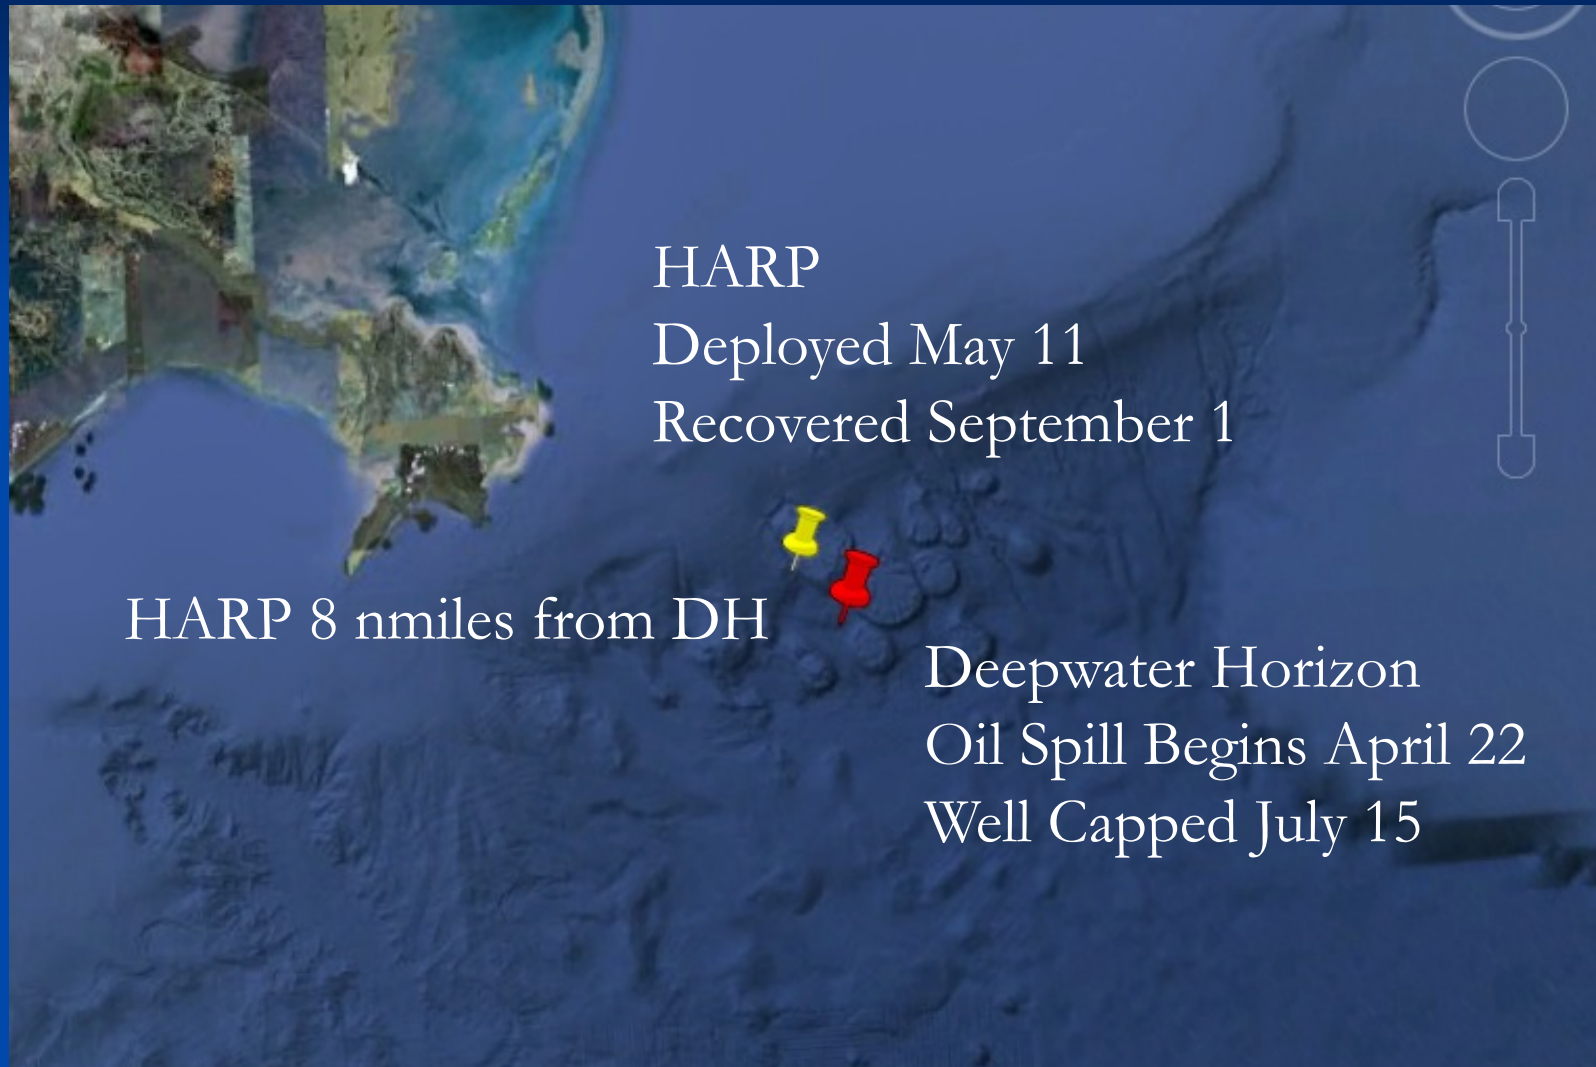 HARP
Deployed May 11
Recovered September 1
HARP 8 nmiles from DH
Deepwater Horizon
Oil Spill Begins April 22
Well Capped July 15